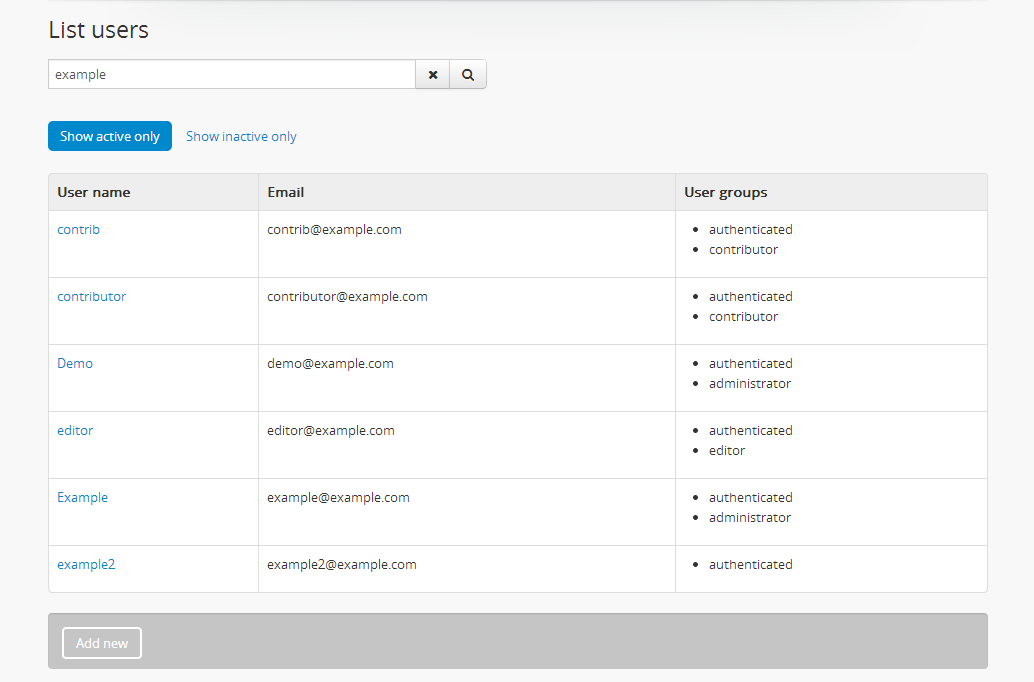 List users
example
Show active only Show inactive only
User name Email User groups
contrib contrib@example.com authenticated
contributor
contributor contributor@example.com authenticated
contributor
Demo demo@example.com authenticated
administrator
editor editor@example.com authenticated
editor
Example example@example.com authenticated
administrator
example2 example2@example.com authenticated
Add new